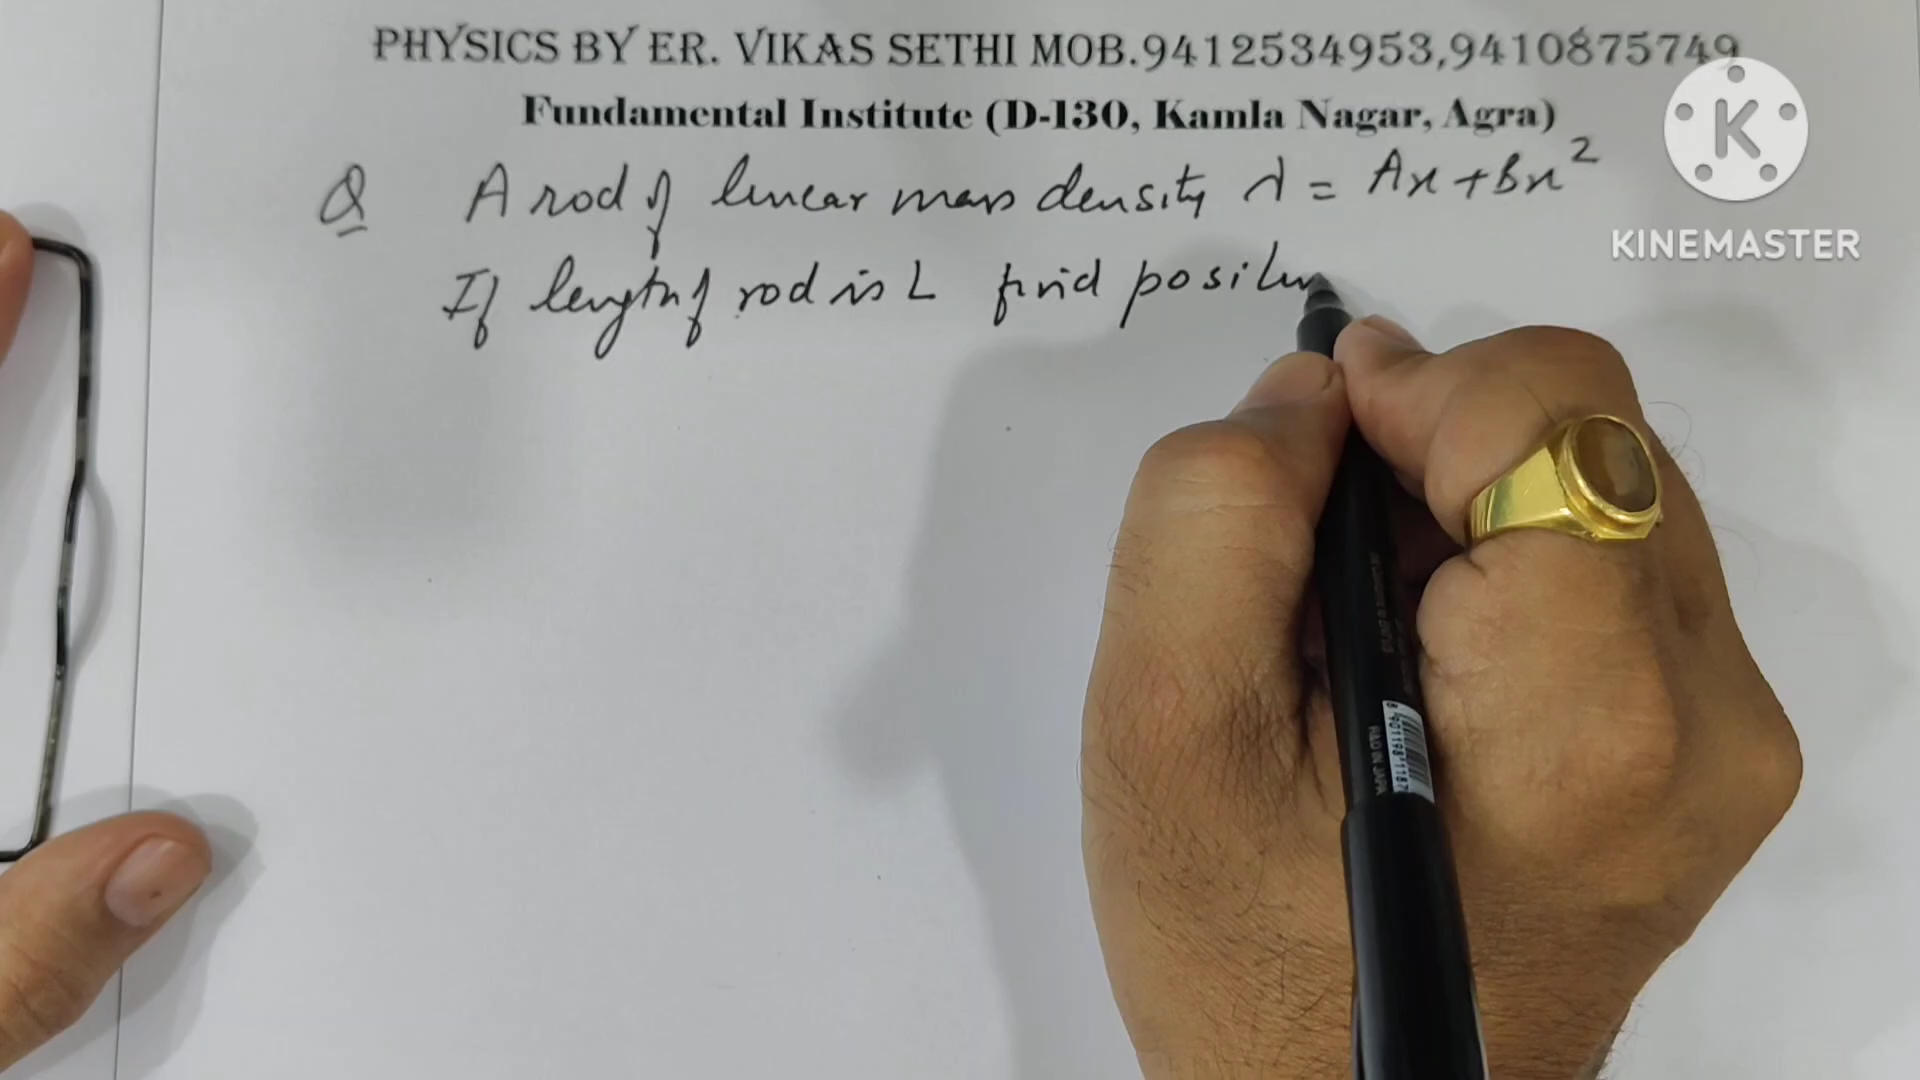 PHYSICS BY ER. VIKAS SETHI MOB.9412534953,9410875749
Fundamental Institute (D-130, Kamla Nagar, Agra)
Q A rod of linear mass density λ = Ax + Bx²
If length of rod is L find
KINEMASTER